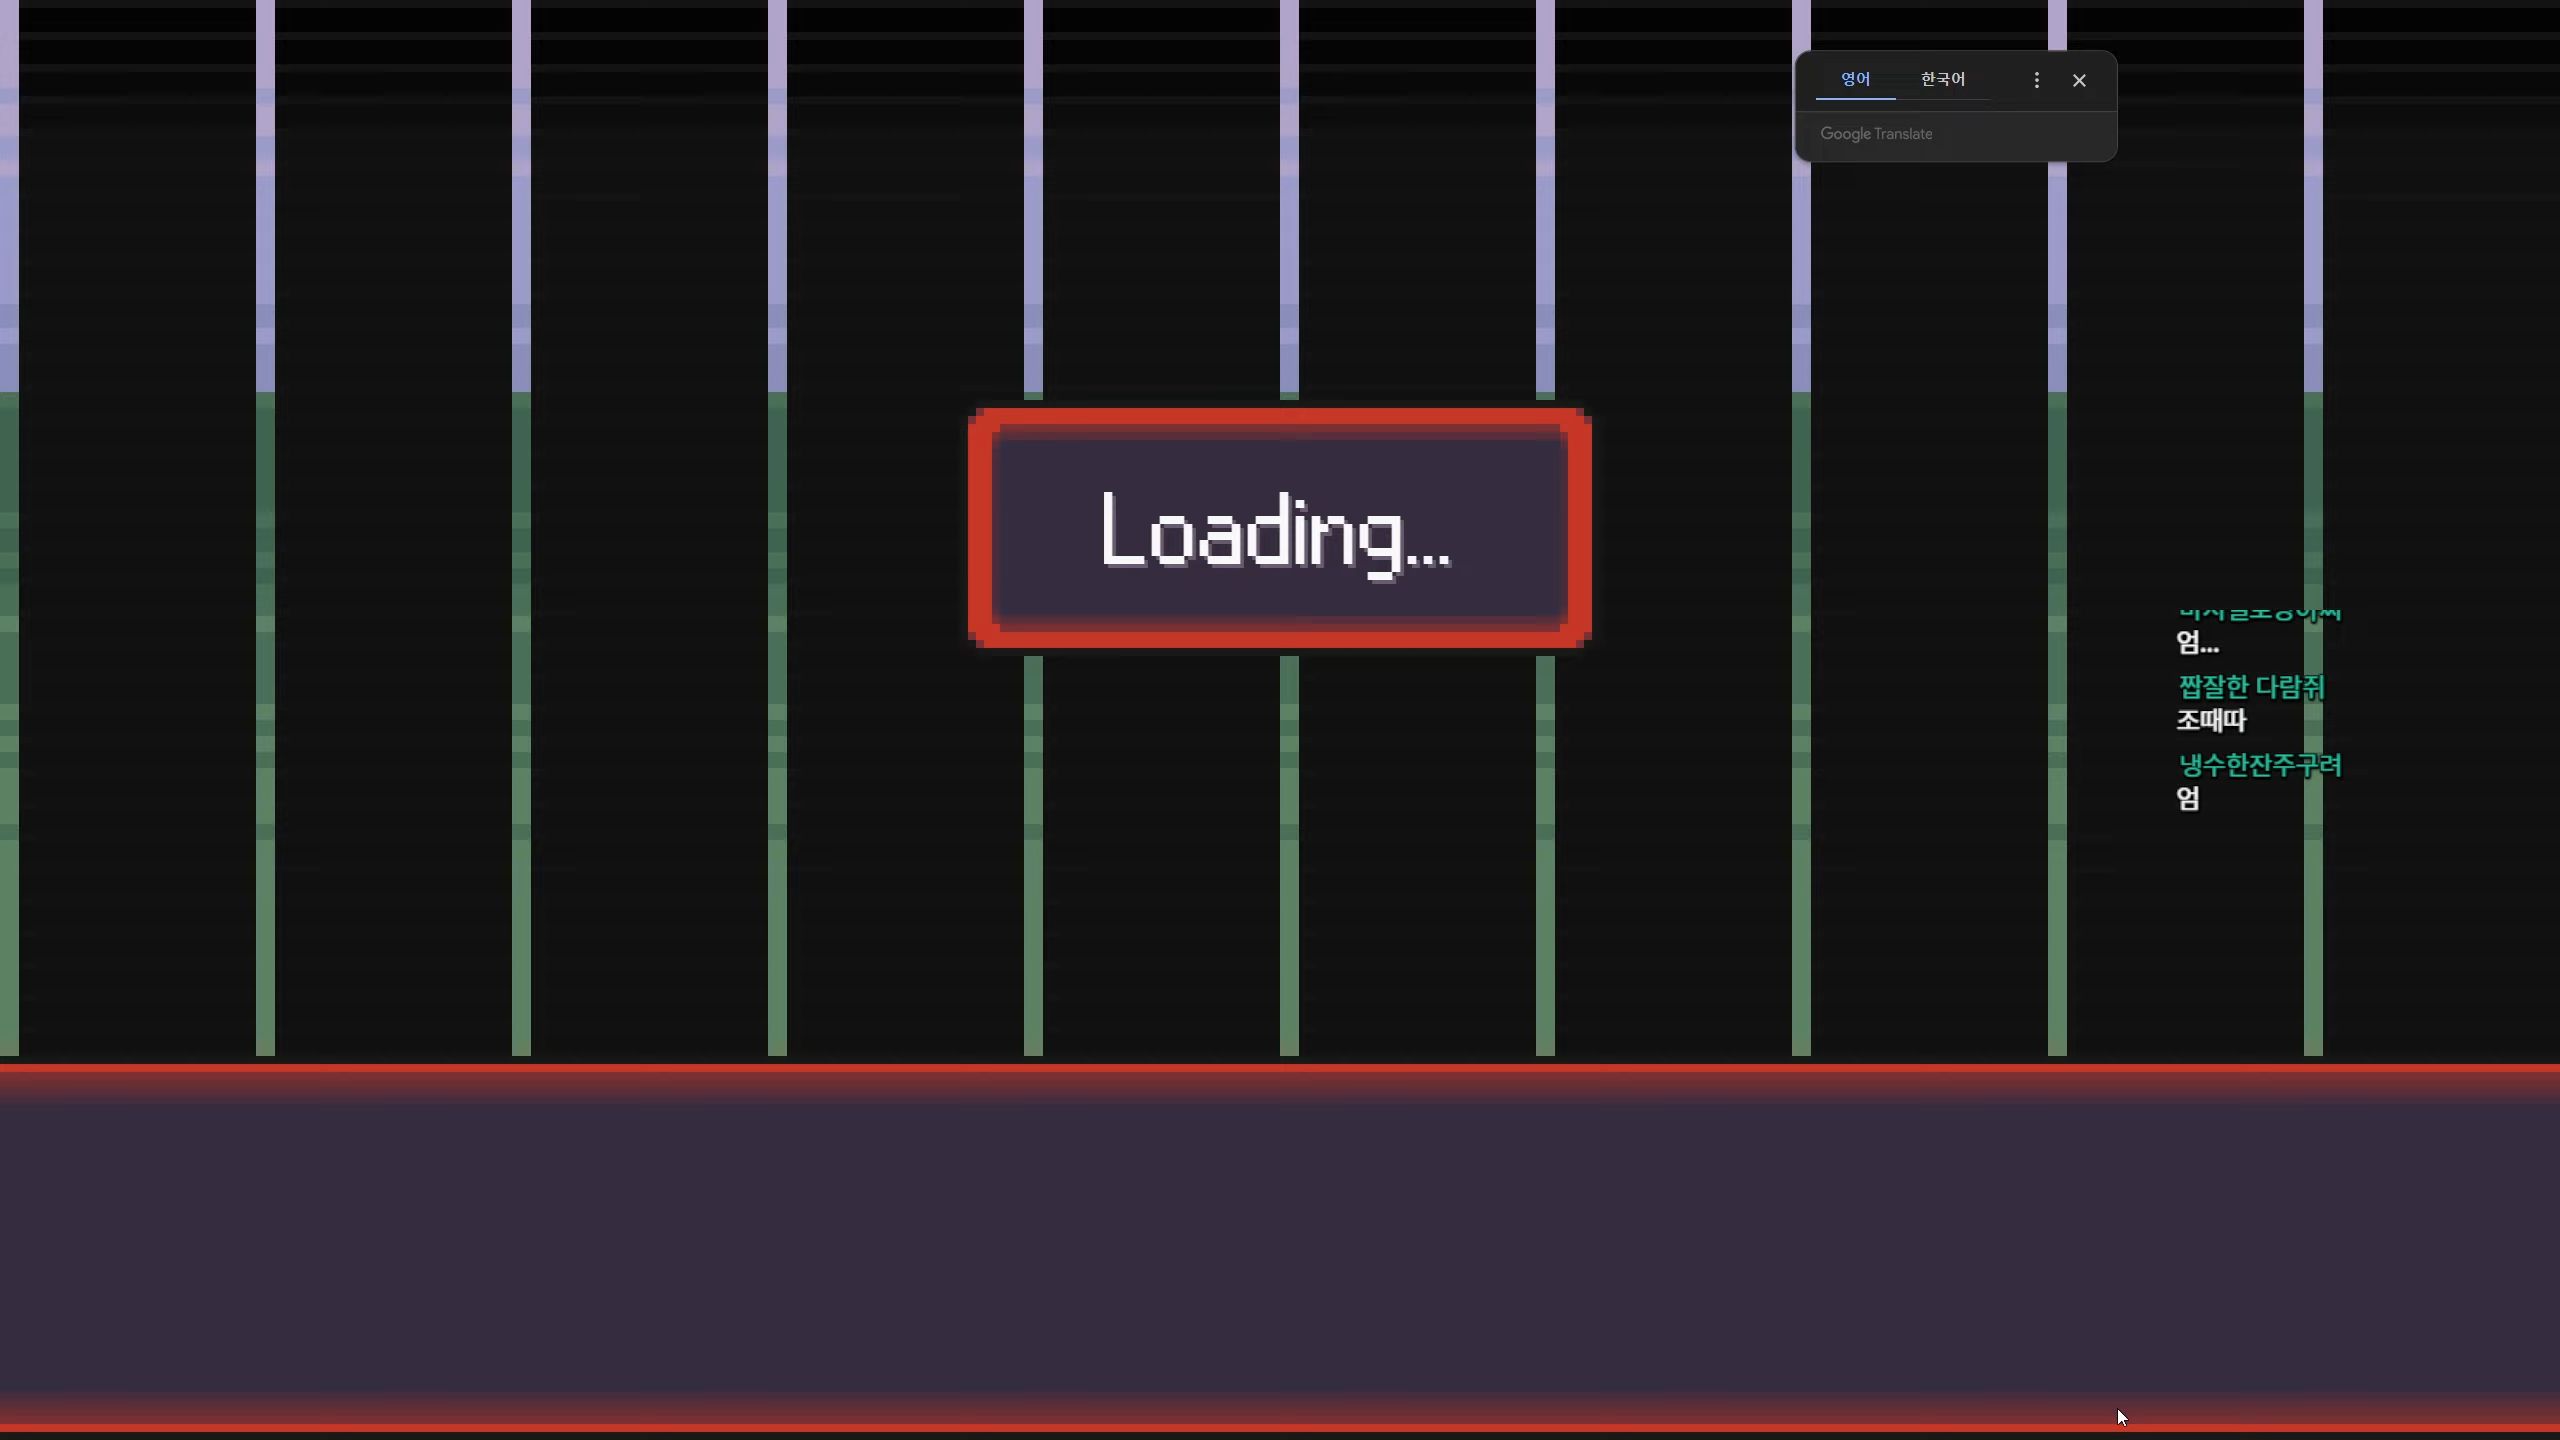 영어 한국어
Google Translate
Loading...
엄...
짭잘한 다람쥐
조때따
냉수한잔주구려
엄